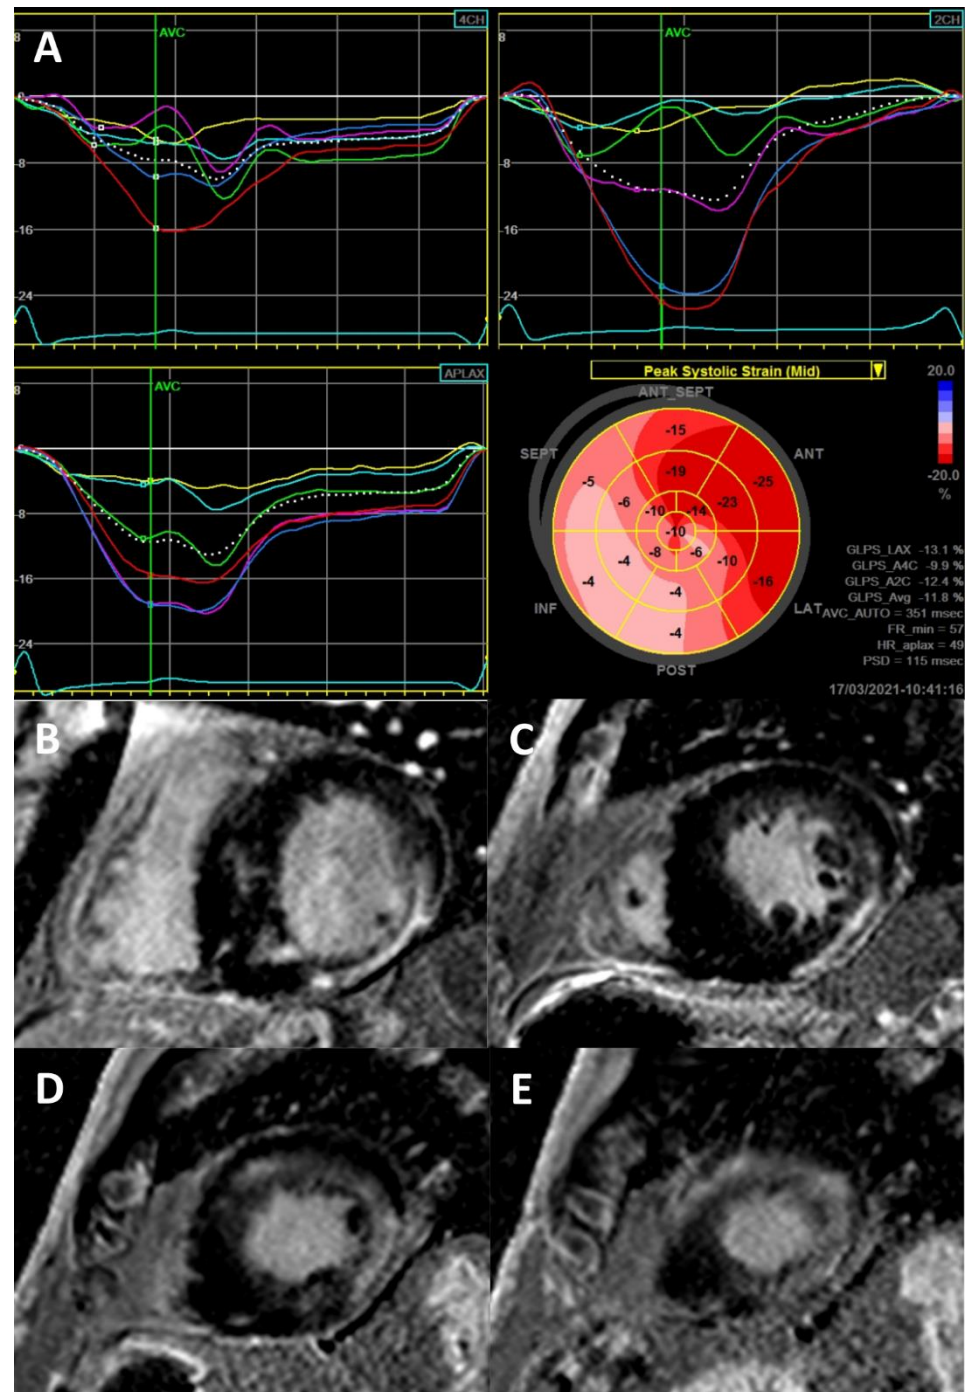 A
4CH
AVC
8
0
-8
-16
-24
2CH
AVC
8
0
-8
-16
-24
APLAX
AVC
8
0
-8
-16
-24
Peak Systolic Strain (Mid)
ANT_SEPT
SEPT
ANT
INF
LAT
POST
-15
-5
-25
-19
-6
-23
-10
-14
-10
-8
-6
-4
-10
-4
-16
-4
-4
20.0
-20.0
%
GLPS_LAX -13.1 %
GLPS_A4C -9.9 %
GLPS_A2C -12.4 %
GLPS_Avg -11.8 %
AVC_AUTO = 351 msec
FR_min = 57
HR_aplax = 49
PSD = 115 msec
17/03/2021-10:41:16
B
C
D
E